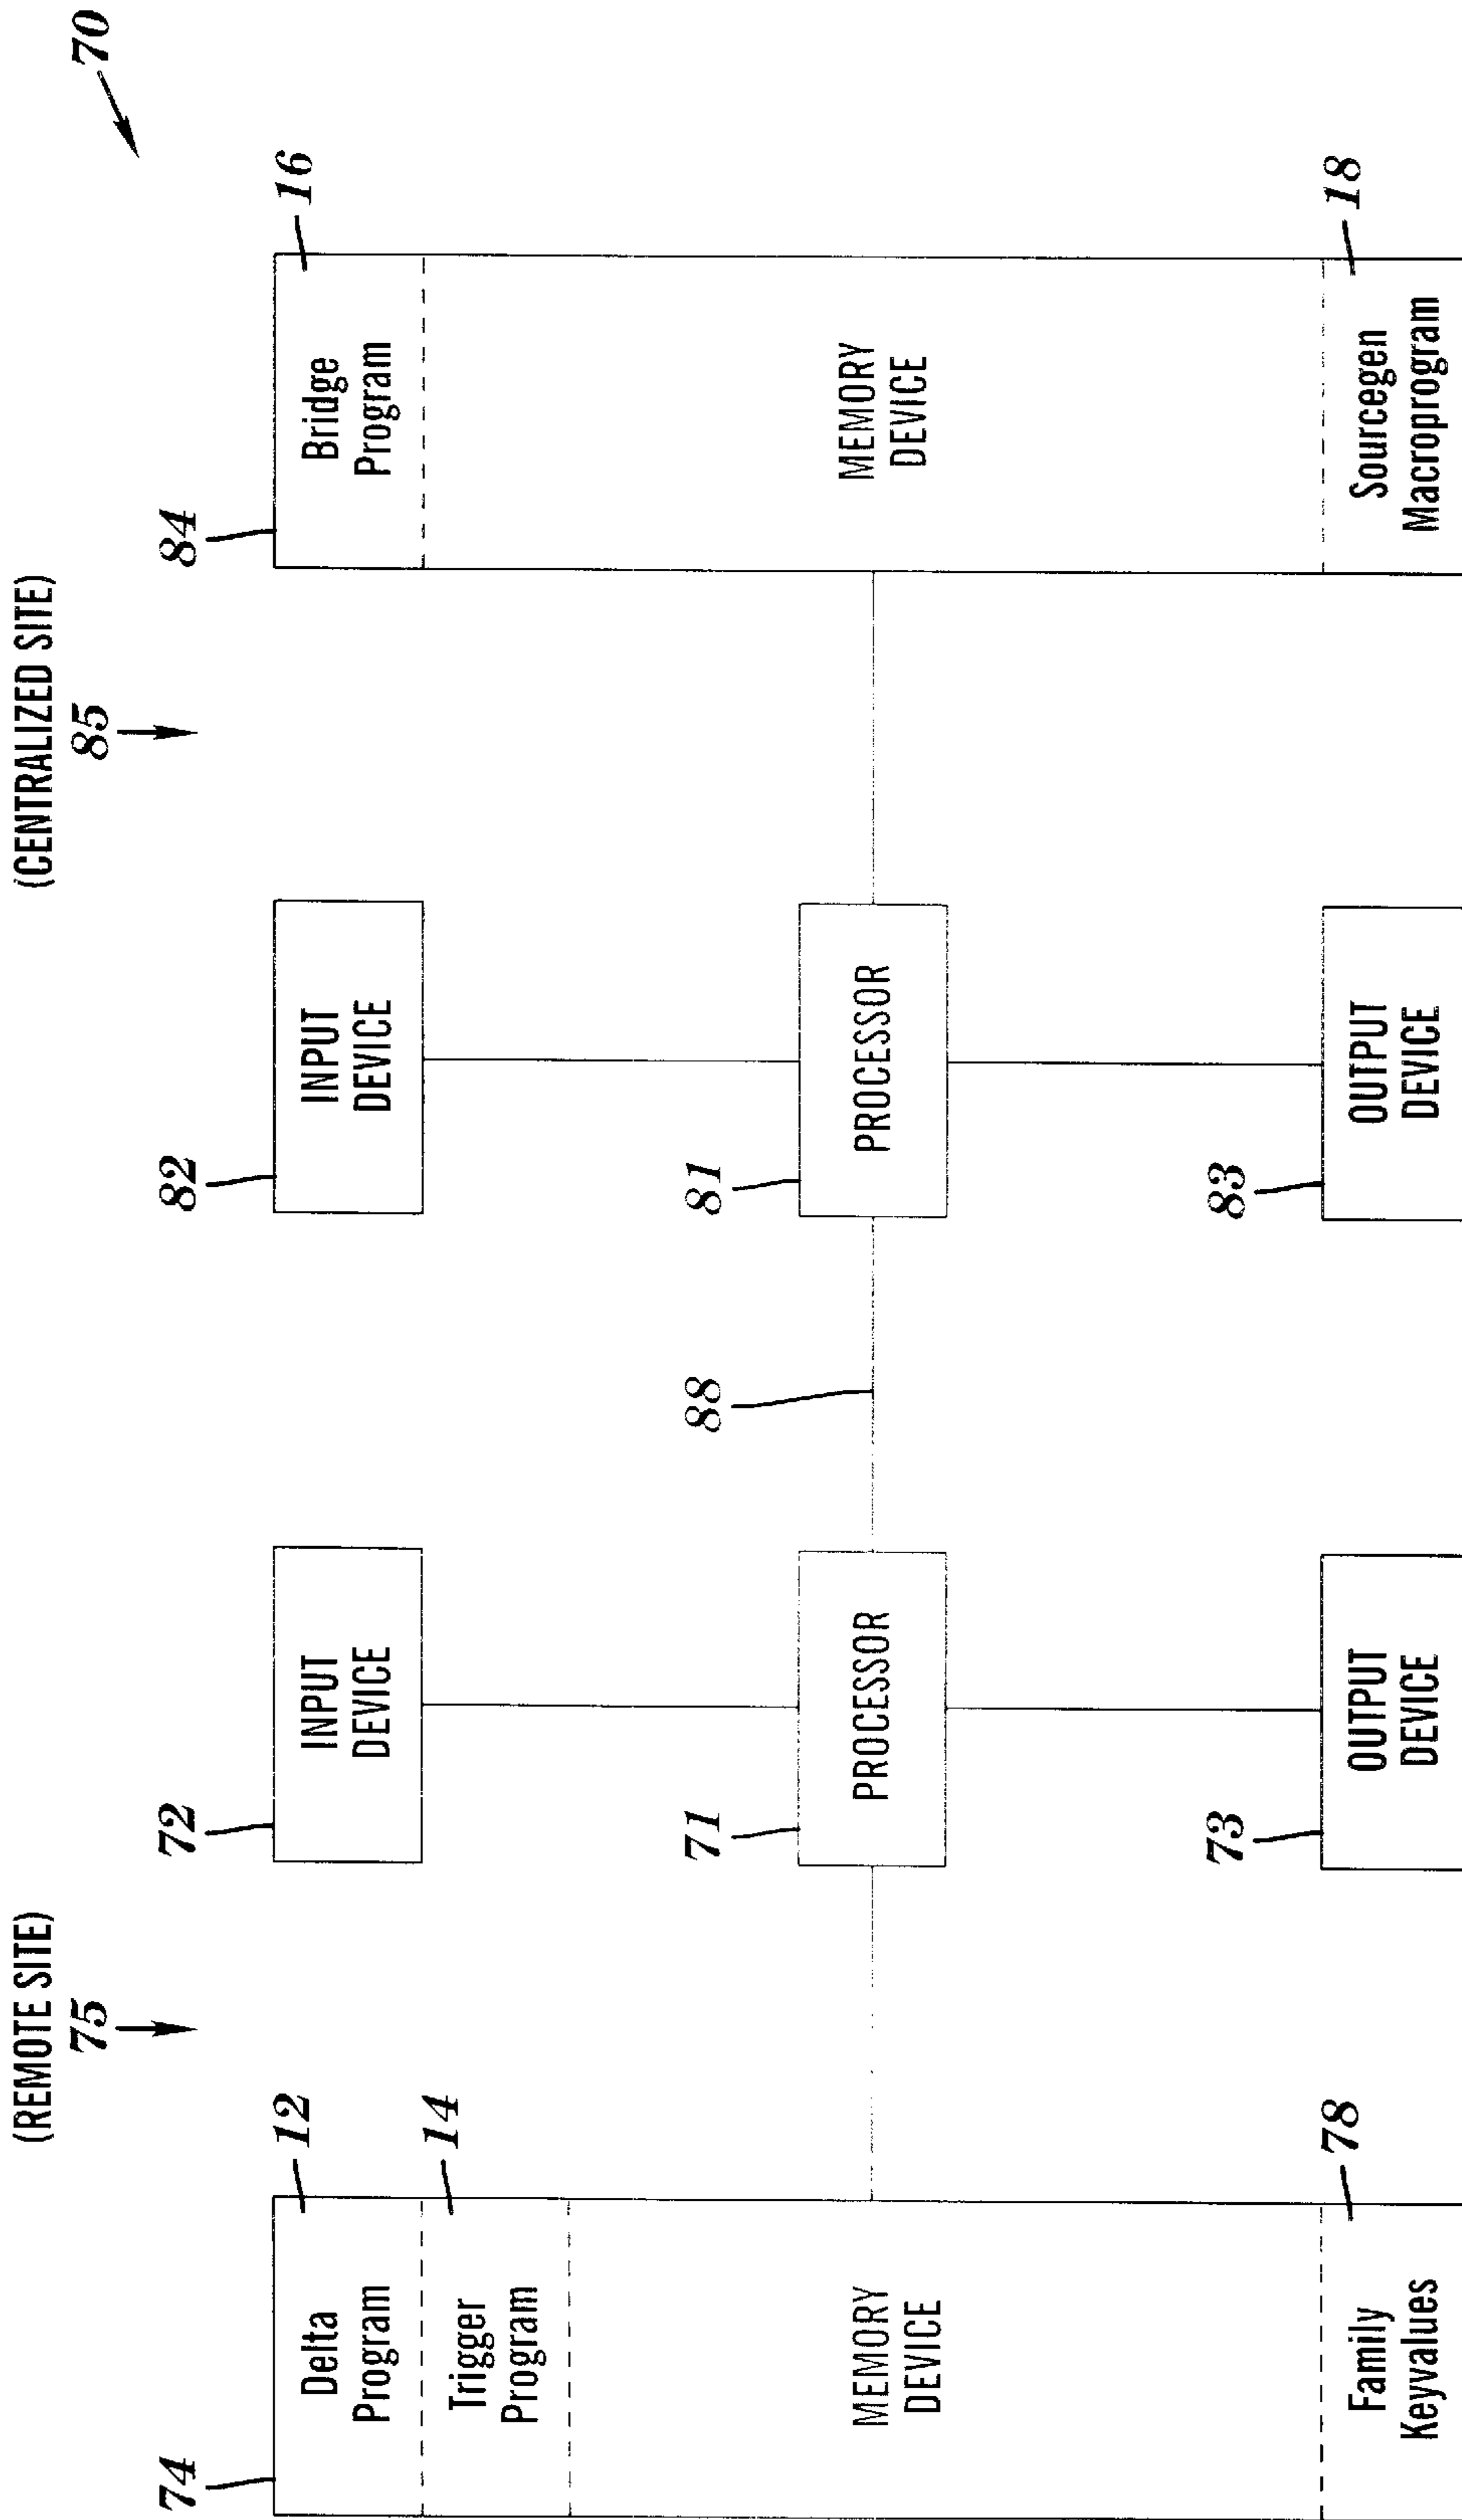 70
(REMOTE SITE)
75
(CENTRALIZED SITE)
85
74
Delta
Program
12
Trigger
Program
14
MEMORY
DEVICE
Family
Keyvalues
78
72
INPUT
DEVICE
71
PROCESSOR
73
OUTPUT
DEVICE
88
82
INPUT
DEVICE
81
PROCESSOR
83
OUTPUT
DEVICE
84
Bridge
Program
16
MEMORY
DEVICE
Sourcegen
Macroprogram
18